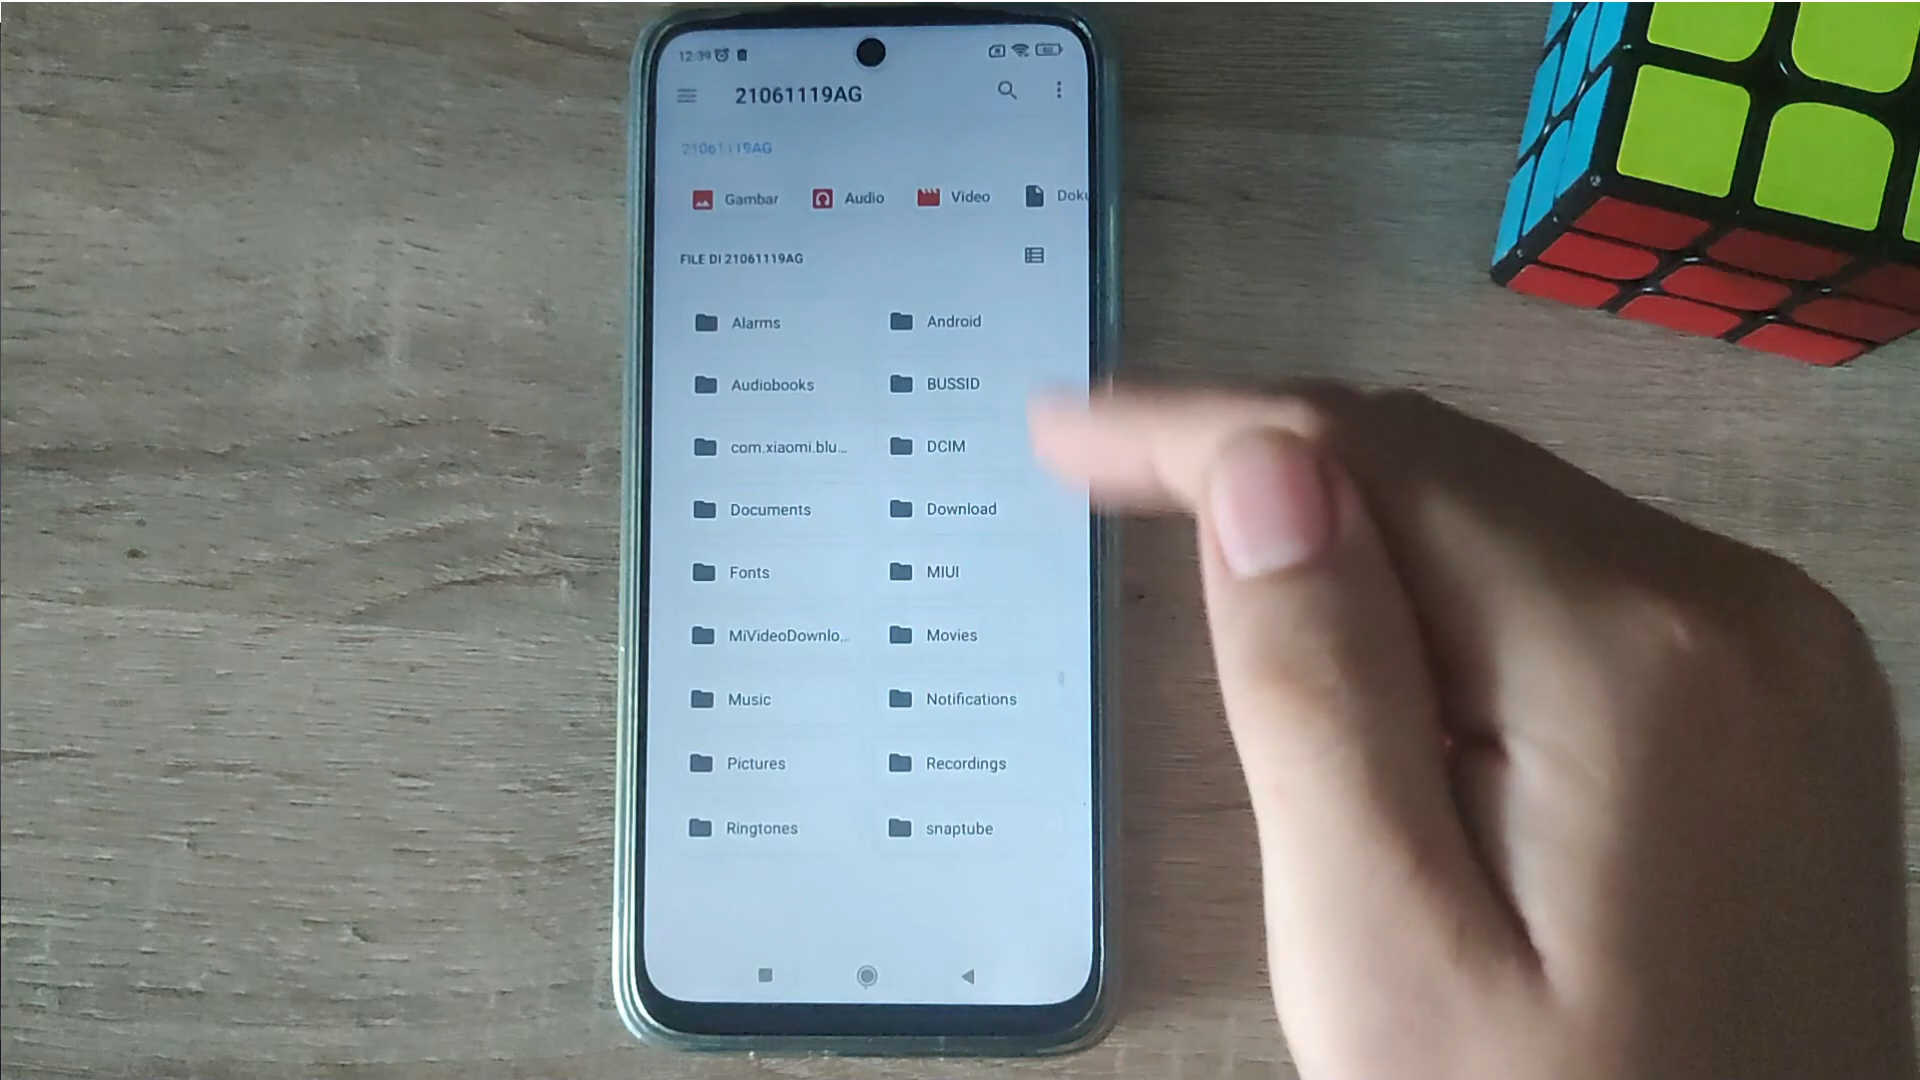 12:39
21061119AG
21061119AG
Gambar Audio Video Doku
FILE DI 21061119AG
Alarms Android
Audiobooks BUSSID
com.xiaomi.blu... DCIM
Documents Download
Fonts MIUI
MiVideoDownlo... Movies
Music Notifications
Pictures Recordings
Ringtones snaptube